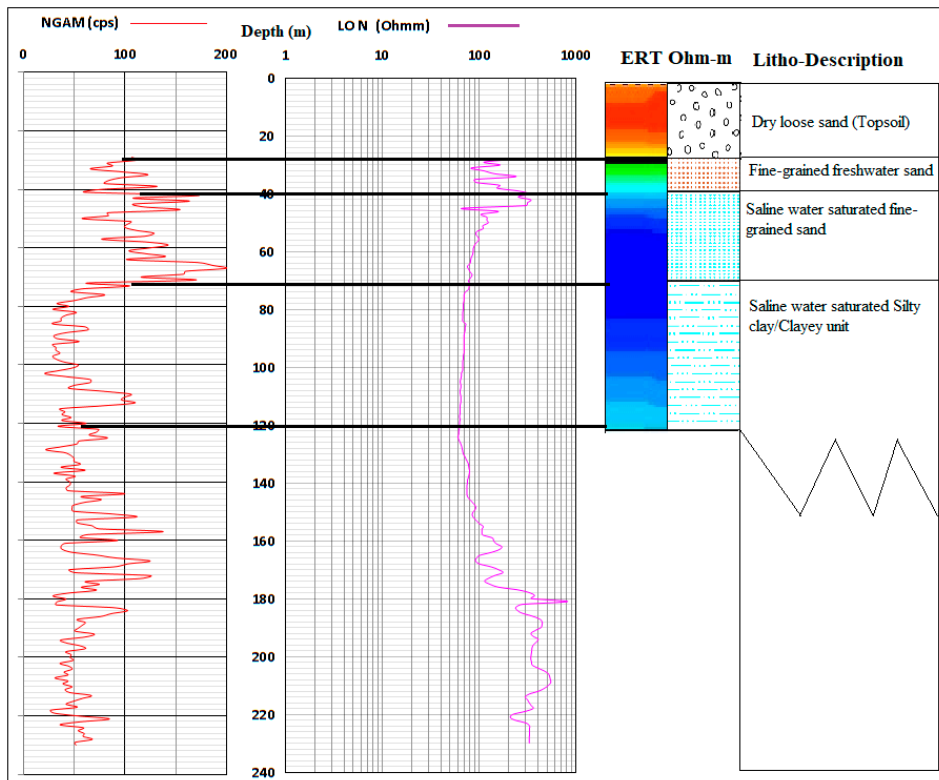 NGAM (cps)
Depth (m)
LON (Ohmm)
0 100 200
1 10 100 1000
ERT Ohm-m
Litho-Description
0
20
40
60
80
100
120
140
160
180
200
220
240
Dry loose sand (Topsoil)
Fine-grained freshwater sand
Saline water saturated fine-
grained sand
Saline water saturated Silty
clay/Clayey unit